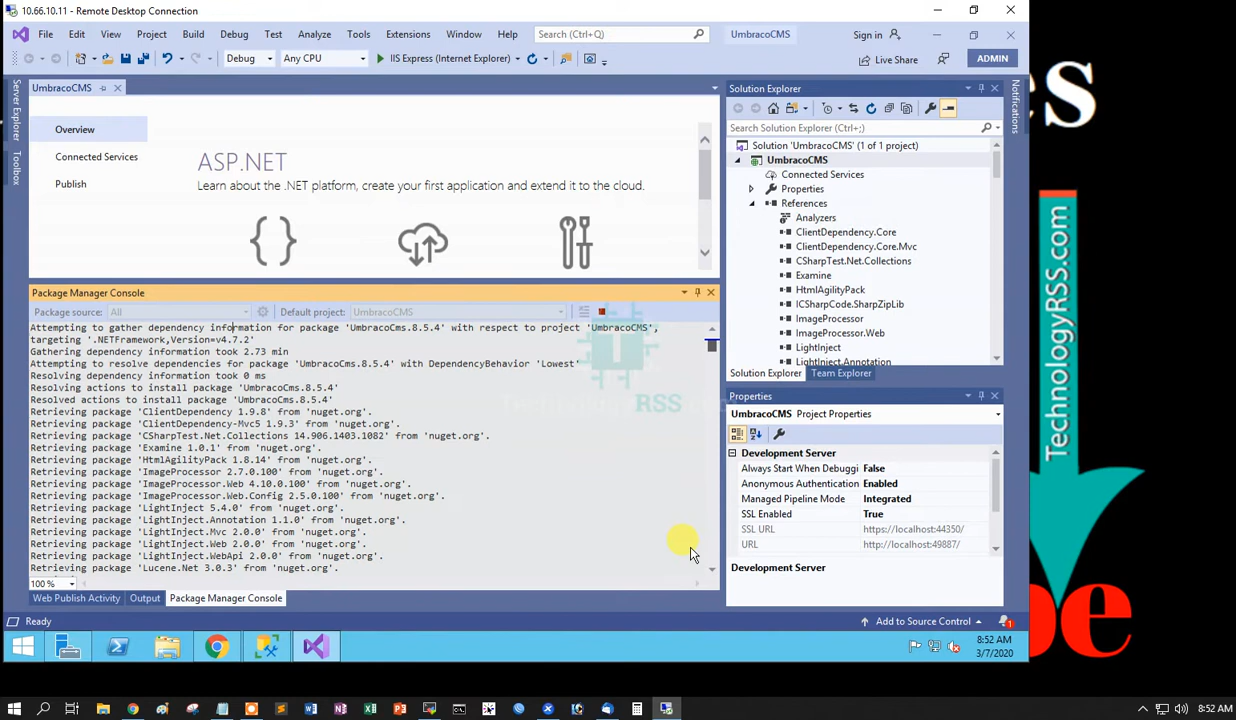 10.66.10.11 - Remote Desktop Connection
File Edit View Project Build Debug Test Analyze Tools Extensions Window Help Search (Ctrl+Q) UmbracoCMS Sign in
Debug Any CPU IIS Express (Internet Explorer) Live Share ADMIN
Server Explorer
Toolbox
UmbracoCMS
Overview
Connected Services
Publish
ASP.NET
Learn about the .NET platform, create your first application and extend it to the cloud.
Package Manager Console
Package source: All Default project: UmbracoCMS
Attempting to gather dependency information for package 'UmbracoCms.8.5.4' with respect to project 'UmbracoCMS',
targeting '.NETFramework,Version=v4.7.2'
Gathering dependency information took 2.73 min
Attempting to resolve dependencies for package 'UmbracoCms.8.5.4' with DependencyBehavior 'Lowest'
Resolving dependency information took 0 ms
Resolving actions to install package 'UmbracoCms.8.5.4'
Resolved actions to install package 'UmbracoCms.8.5.4'
Retrieving package 'ClientDependency 1.9.8' from 'nuget.org'.
Retrieving package 'ClientDependency-Mvc5 1.9.3' from 'nuget.org'.
Retrieving package 'CSharpTest.Net.Collections 14.906.1403.1082' from 'nuget.org'.
Retrieving package 'Examine 1.0.1' from 'nuget.org'.
Retrieving package 'HtmlAgilityPack 1.8.14' from 'nuget.org'.
Retrieving package 'ImageProcessor 2.7.0.100' from 'nuget.org'.
Retrieving package 'ImageProcessor.Web 4.10.0.100' from 'nuget.org'.
Retrieving package 'ImageProcessor.Web.Config 2.5.0.100' from 'nuget.org'.
Retrieving package 'LightInject 5.4.0' from 'nuget.org'.
Retrieving package 'LightInject.Annotation 1.1.0' from 'nuget.org'.
Retrieving package 'LightInject.Mvc 2.0.0' from 'nuget.org'.
Retrieving package 'LightInject.Web 2.0.0' from 'nuget.org'.
Retrieving package 'LightInject.WebApi 2.0.0' from 'nuget.org'.
Retrieving package 'Lucene.Net 3.0.3' from 'nuget.org'.
100 %
Web Publish Activity Output Package Manager Console
Solution Explorer
Search Solution Explorer (Ctrl+;)
Solution 'UmbracoCMS' (1 of 1 project)
UmbracoCMS
Connected Services
Properties
References
Analyzers
ClientDependency.Core
ClientDependency.Core.Mvc
CSharpTest.Net.Collections
Examine
HtmlAgilityPack
ICSharpCode.SharpZipLib
ImageProcessor
ImageProcessor.Web
LightInject
LightInject.Annotation
Solution Explorer Team Explorer
Properties
UmbracoCMS Project Properties
Development Server
Always Start When Debuggi False
Anonymous Authentication Enabled
Managed Pipeline Mode Integrated
SSL Enabled True
SSL URL https://localhost:44350/
URL http://localhost:49887/
Development Server
Notifications
Ready Add to Source Control 1
8:52 AM
3/7/2020
TechnologyRSS.com
RSS
8:52 AM